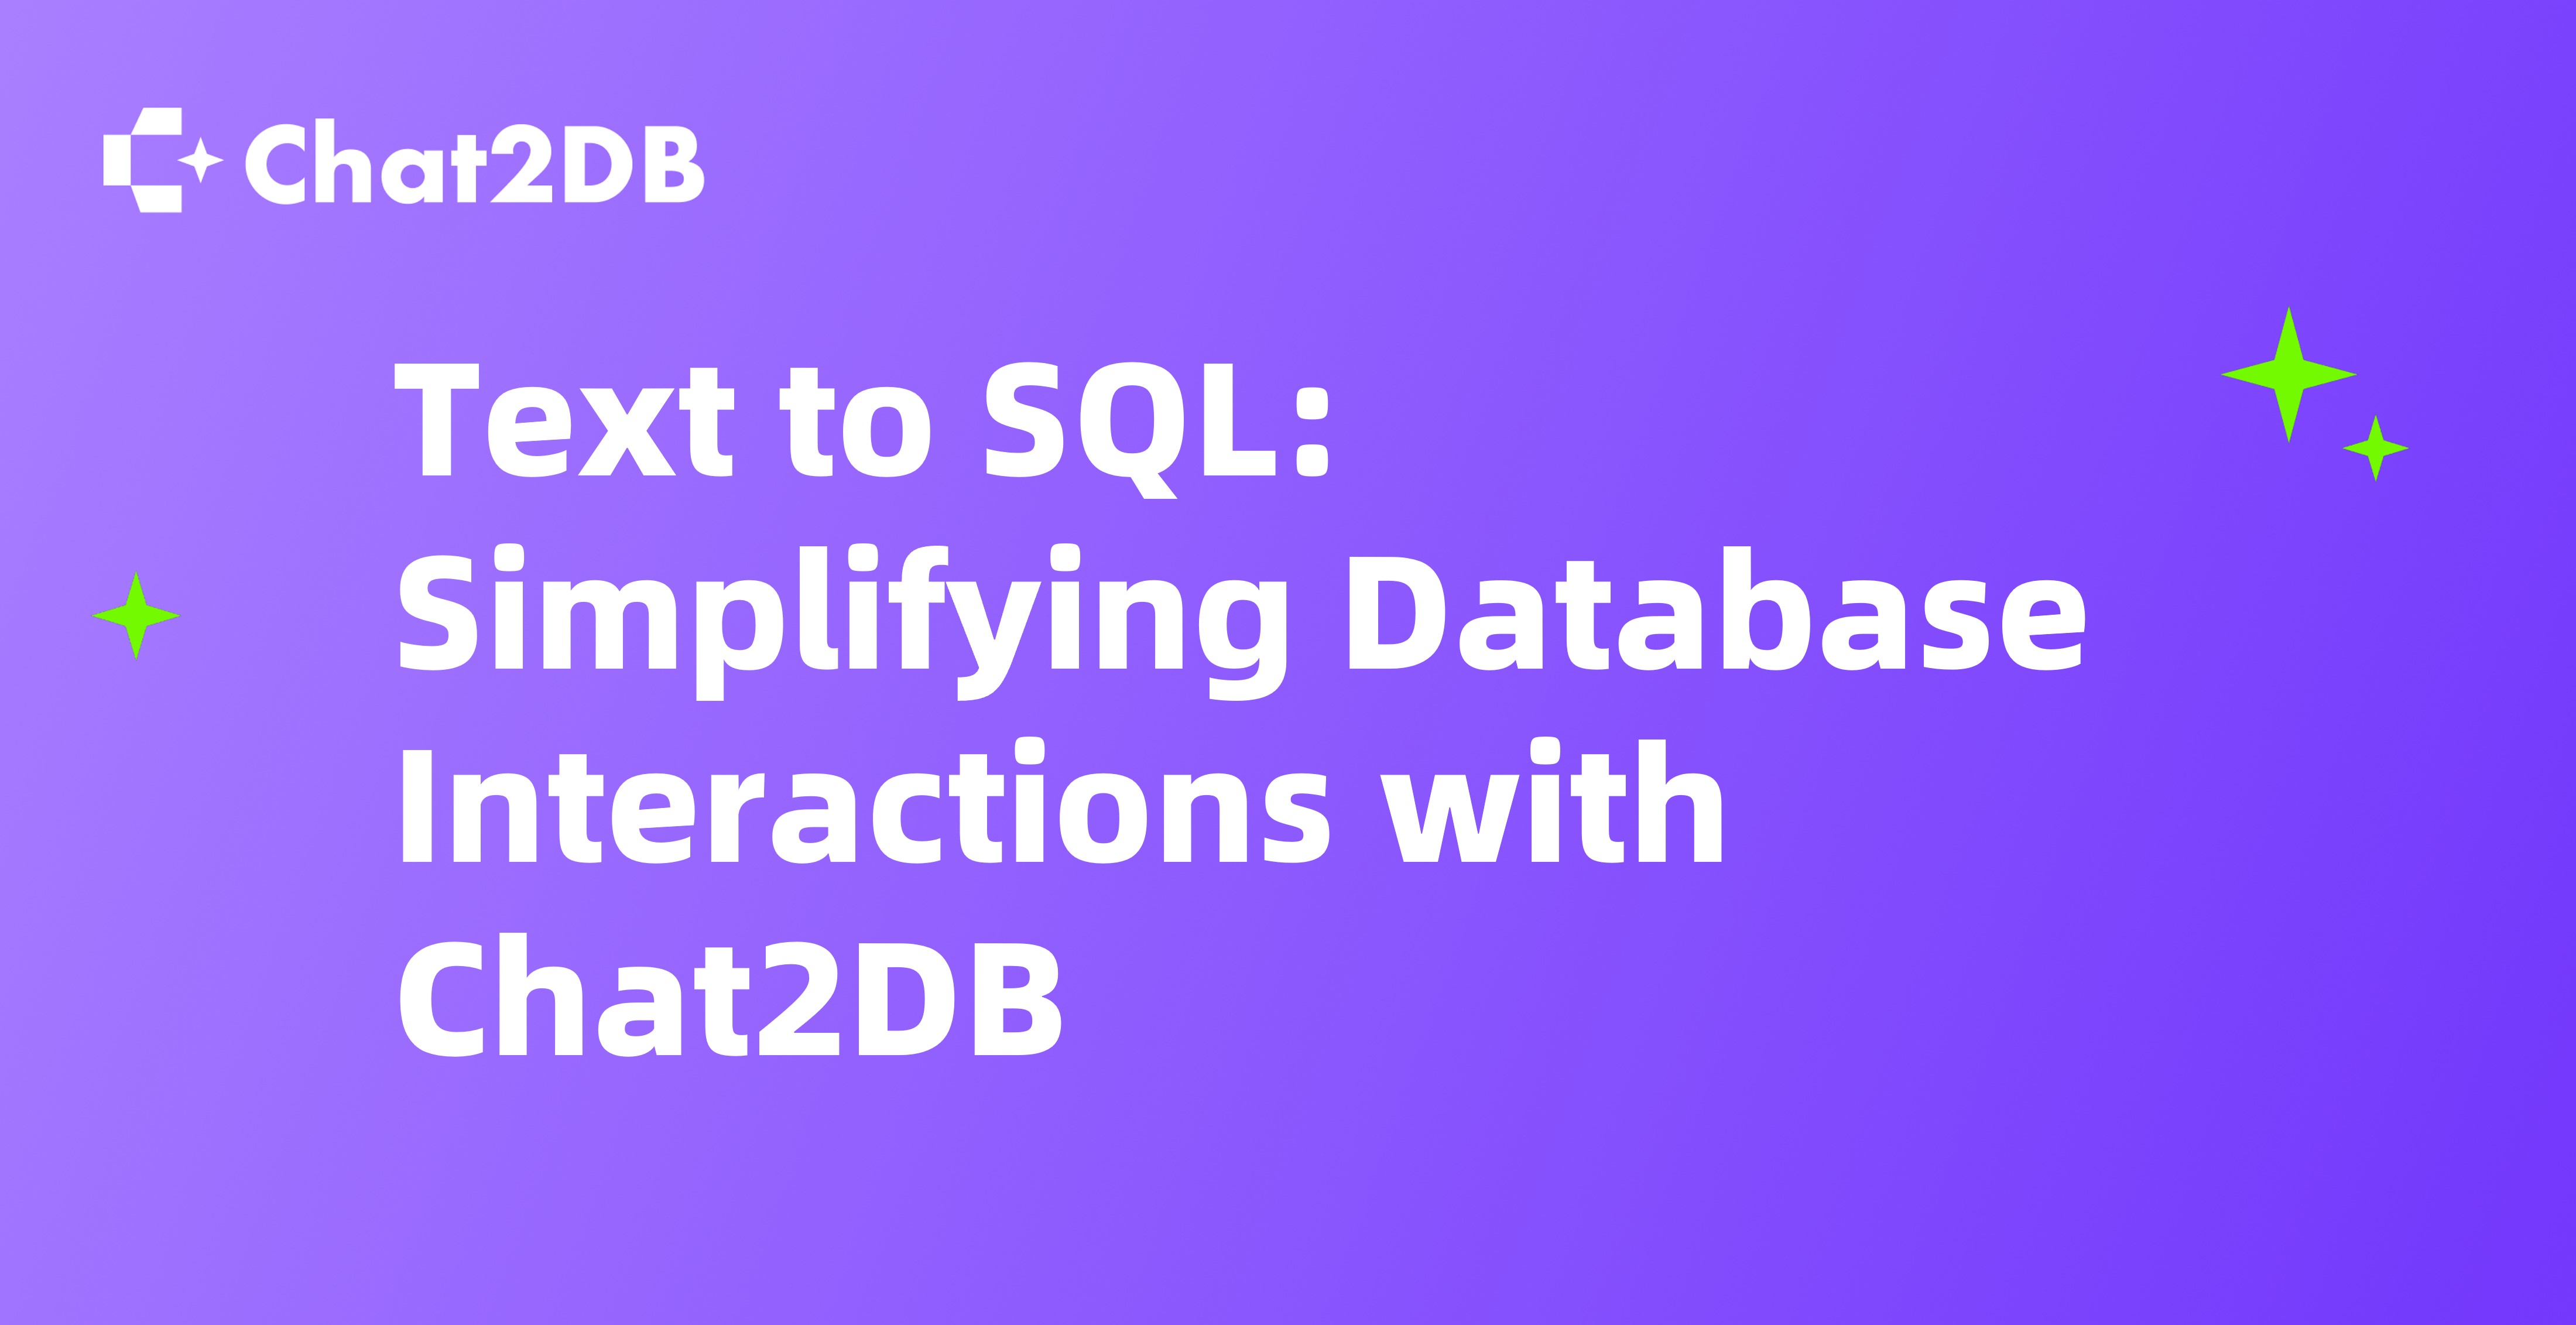 Chat2DB
Text to SQL:
Simplifying Database
Interactions with
Chat2DB